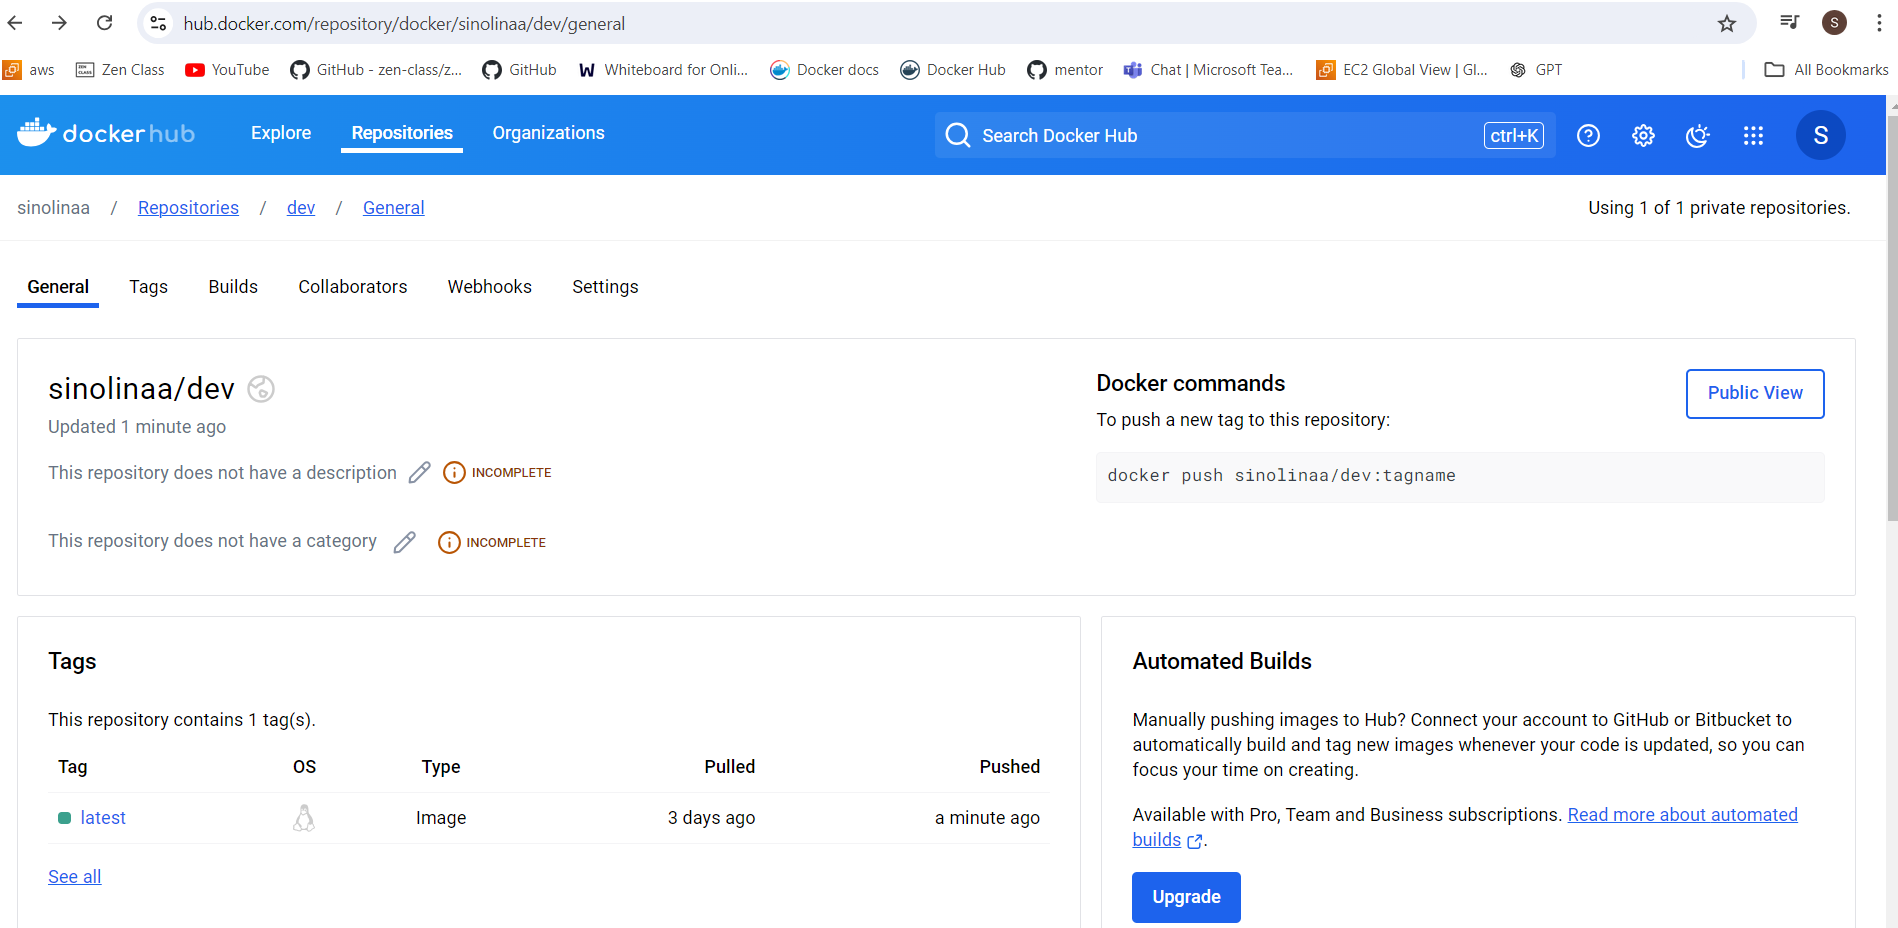 hub.docker.com/repository/docker/sinolinaa/dev/general
S
aws
Zen Class
YouTube
GitHub - zen-class/z...
GitHub
Whiteboard for Onli...
Docker docs
Docker Hub
mentor
Chat | Microsoft Tea...
EC2 Global View | Gl...
GPT
All Bookmarks
dockerhub
Explore
Repositories
Organizations
Search Docker Hub
ctrl+K
S
sinolinaa / Repositories / dev / General
Using 1 of 1 private repositories.
General
Tags
Builds
Collaborators
Webhooks
Settings
sinolinaa/dev
Updated 1 minute ago
This repository does not have a description
INCOMPLETE
This repository does not have a category
INCOMPLETE
Docker commands
Public View
To push a new tag to this repository:
docker push sinolinaa/dev:tagname
Tags
This repository contains 1 tag(s).
Tag OS Type Pulled Pushed
latest Image 3 days ago a minute ago
See all
Automated Builds
Manually pushing images to Hub? Connect your account to GitHub or Bitbucket to
automatically build and tag new images whenever your code is updated, so you can
focus your time on creating.
Available with Pro, Team and Business subscriptions. Read more about automated
builds .
Upgrade